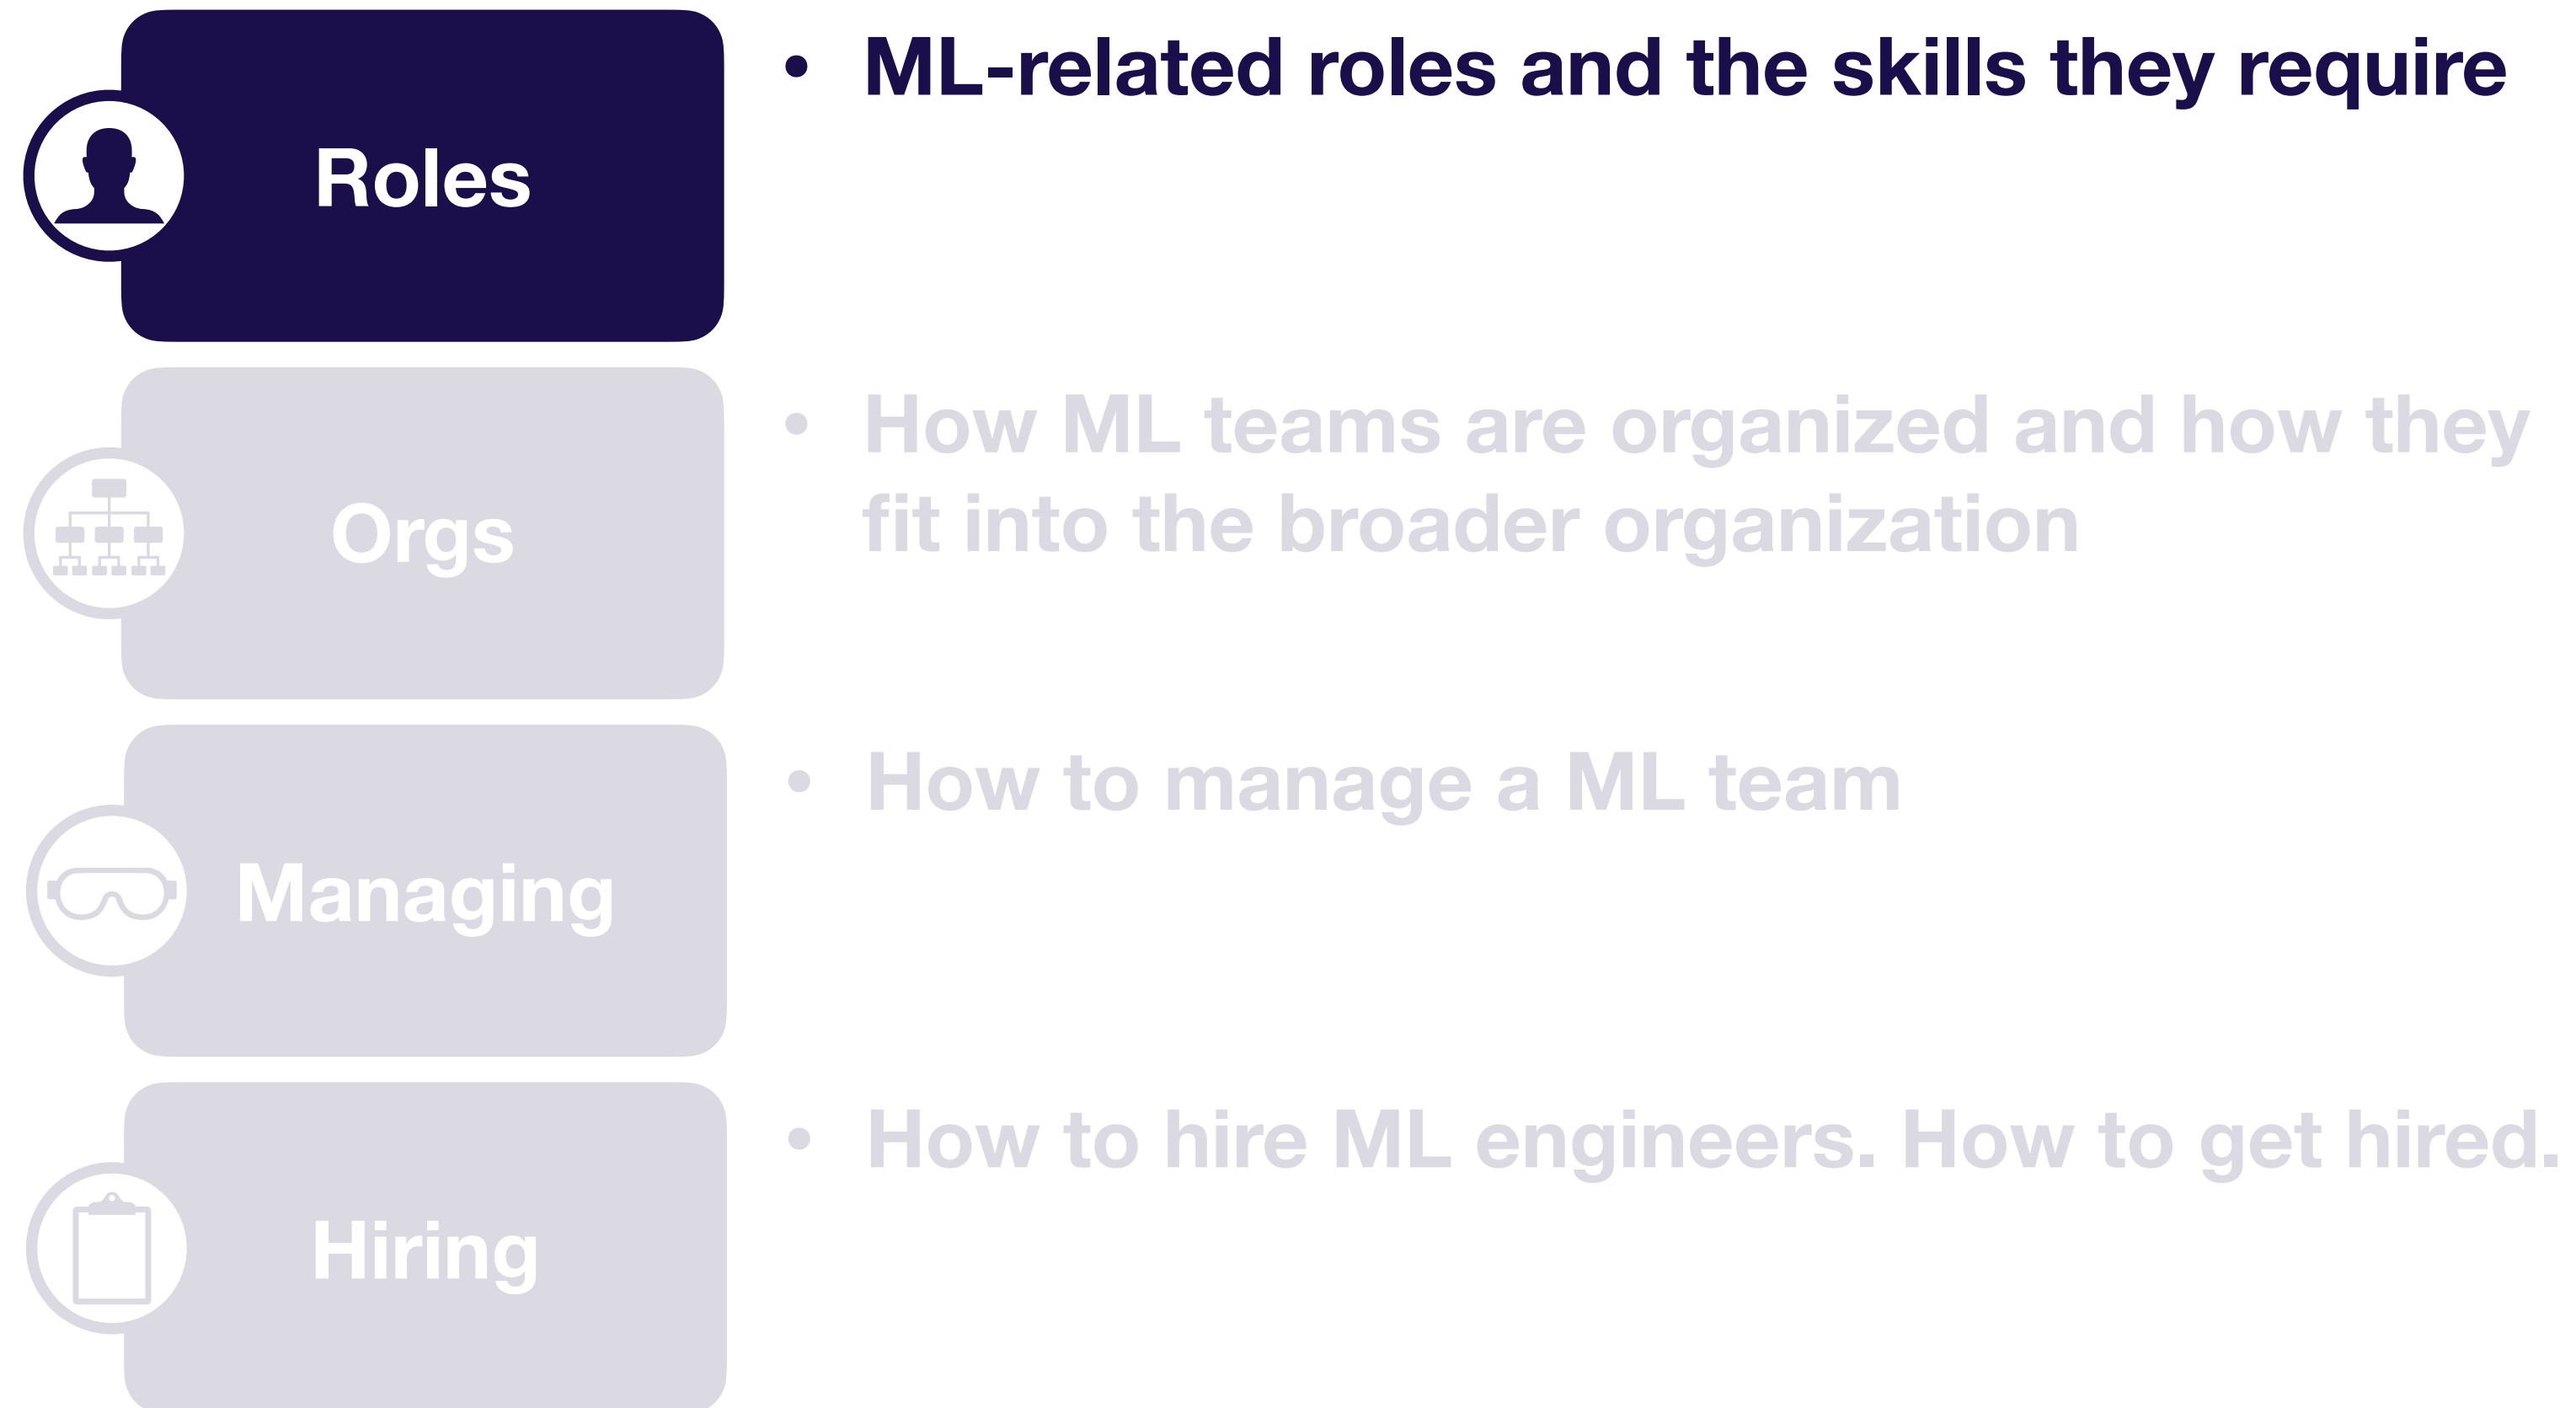 Roles
• ML-related roles and the skills they require
Orgs
• How ML teams are organized and how they
fit into the broader organization
Managing
• How to manage a ML team
Hiring
• How to hire ML engineers. How to get hired.